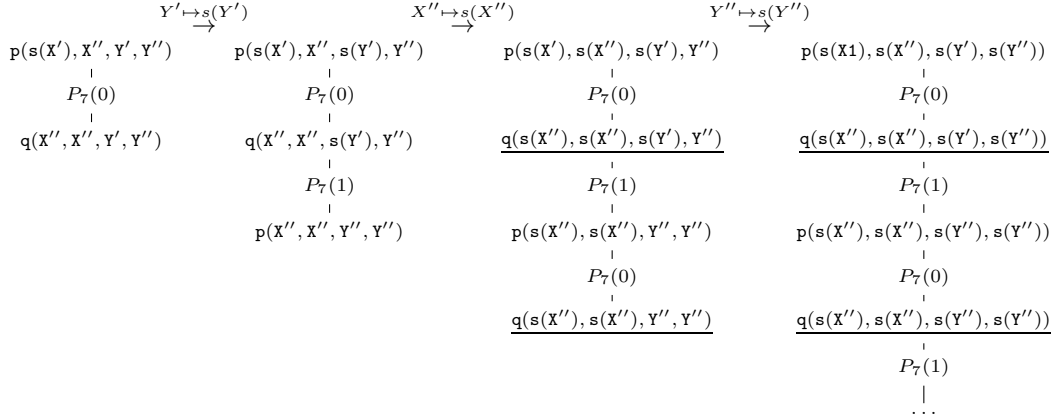 Y′↦s(Y′) X′′↦s(X′′) Y′′↦s(Y′′)
→ → →
p(s(X′), X′′, Y′, Y′′) p(s(X′), X′′, s(Y′), Y′′) p(s(X′), s(X′′), s(Y′), Y′′) p(s(X1), s(X′′), s(Y′), s(Y′′))
P₇(0) P₇(0) P₇(0) P₇(0)
q(X′′, X′′, Y′, Y′′) q(X′′, X′′, s(Y′), Y′′) q(s(X′′), s(X′′), s(Y′), Y′′) q(s(X′′), s(X′′), s(Y′), s(Y′′))
P₇(1) P₇(1) P₇(1)
p(X′′, X′′, Y′′, Y′′) p(s(X′′), s(X′′), Y′′, Y′′) p(s(X′′), s(X′′), s(Y′′), s(Y′′))
P₇(0) P₇(0)
q(s(X′′), s(X′′), Y′′, Y′′) q(s(X′′), s(X′′), s(Y′′), s(Y′′))
P₇(1)
...